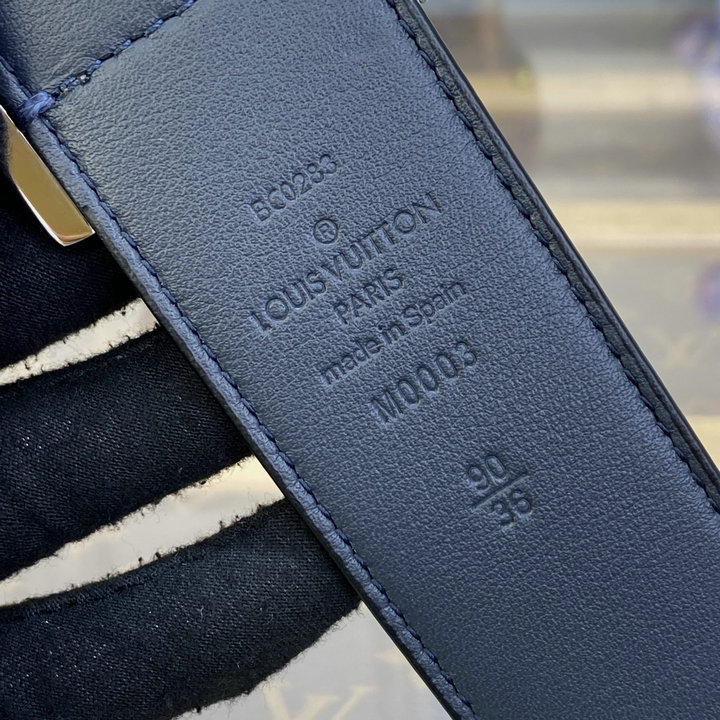 BC0283
®
LOUIS VUITTON
PARIS
made in Spain
M0003
90
36